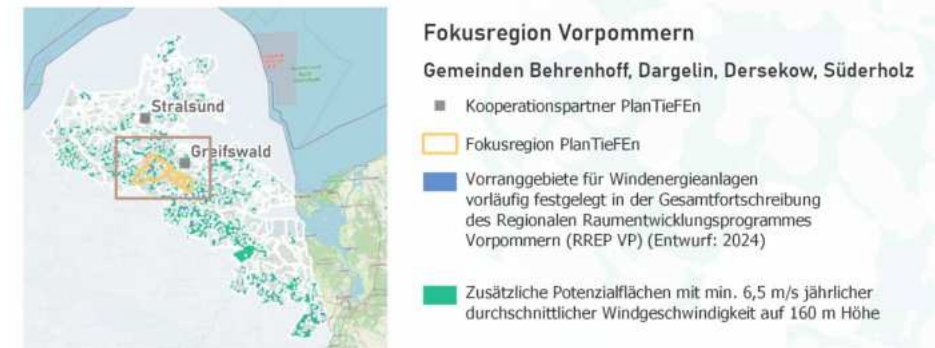 Stralsund
Greifswald
Fokusregion Vorpommern
Gemeinden Behrenhoff, Dargelin, Dersekow, Süderholz
Kooperationspartner PlanTieFEn
Fokusregion PlanTieFEn
Vorranggebiete für Windenergieanlagen
vorläufig festgelegt in der Gesamtfortschreibung
des Regionalen Raumentwicklungsprogrammes
Vorpommern (RREP VP) (Entwurf: 2024)
Zusätzliche Potenzialflächen mit min. 6,5 m/s jährlicher
durchschnittlicher Windgeschwindigkeit auf 160 m Höhe